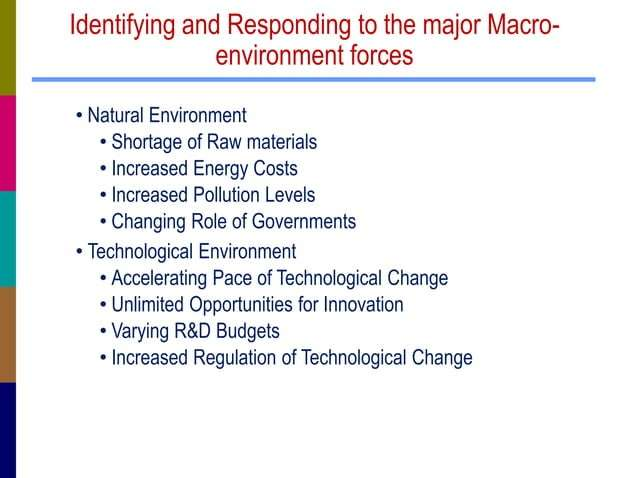 Identifying and Responding to the major Macro-
environment forces
• Natural Environment
• Shortage of Raw materials
• Increased Energy Costs
• Increased Pollution Levels
• Changing Role of Governments
• Technological Environment
• Accelerating Pace of Technological Change
• Unlimited Opportunities for Innovation
• Varying R&D Budgets
• Increased Regulation of Technological Change